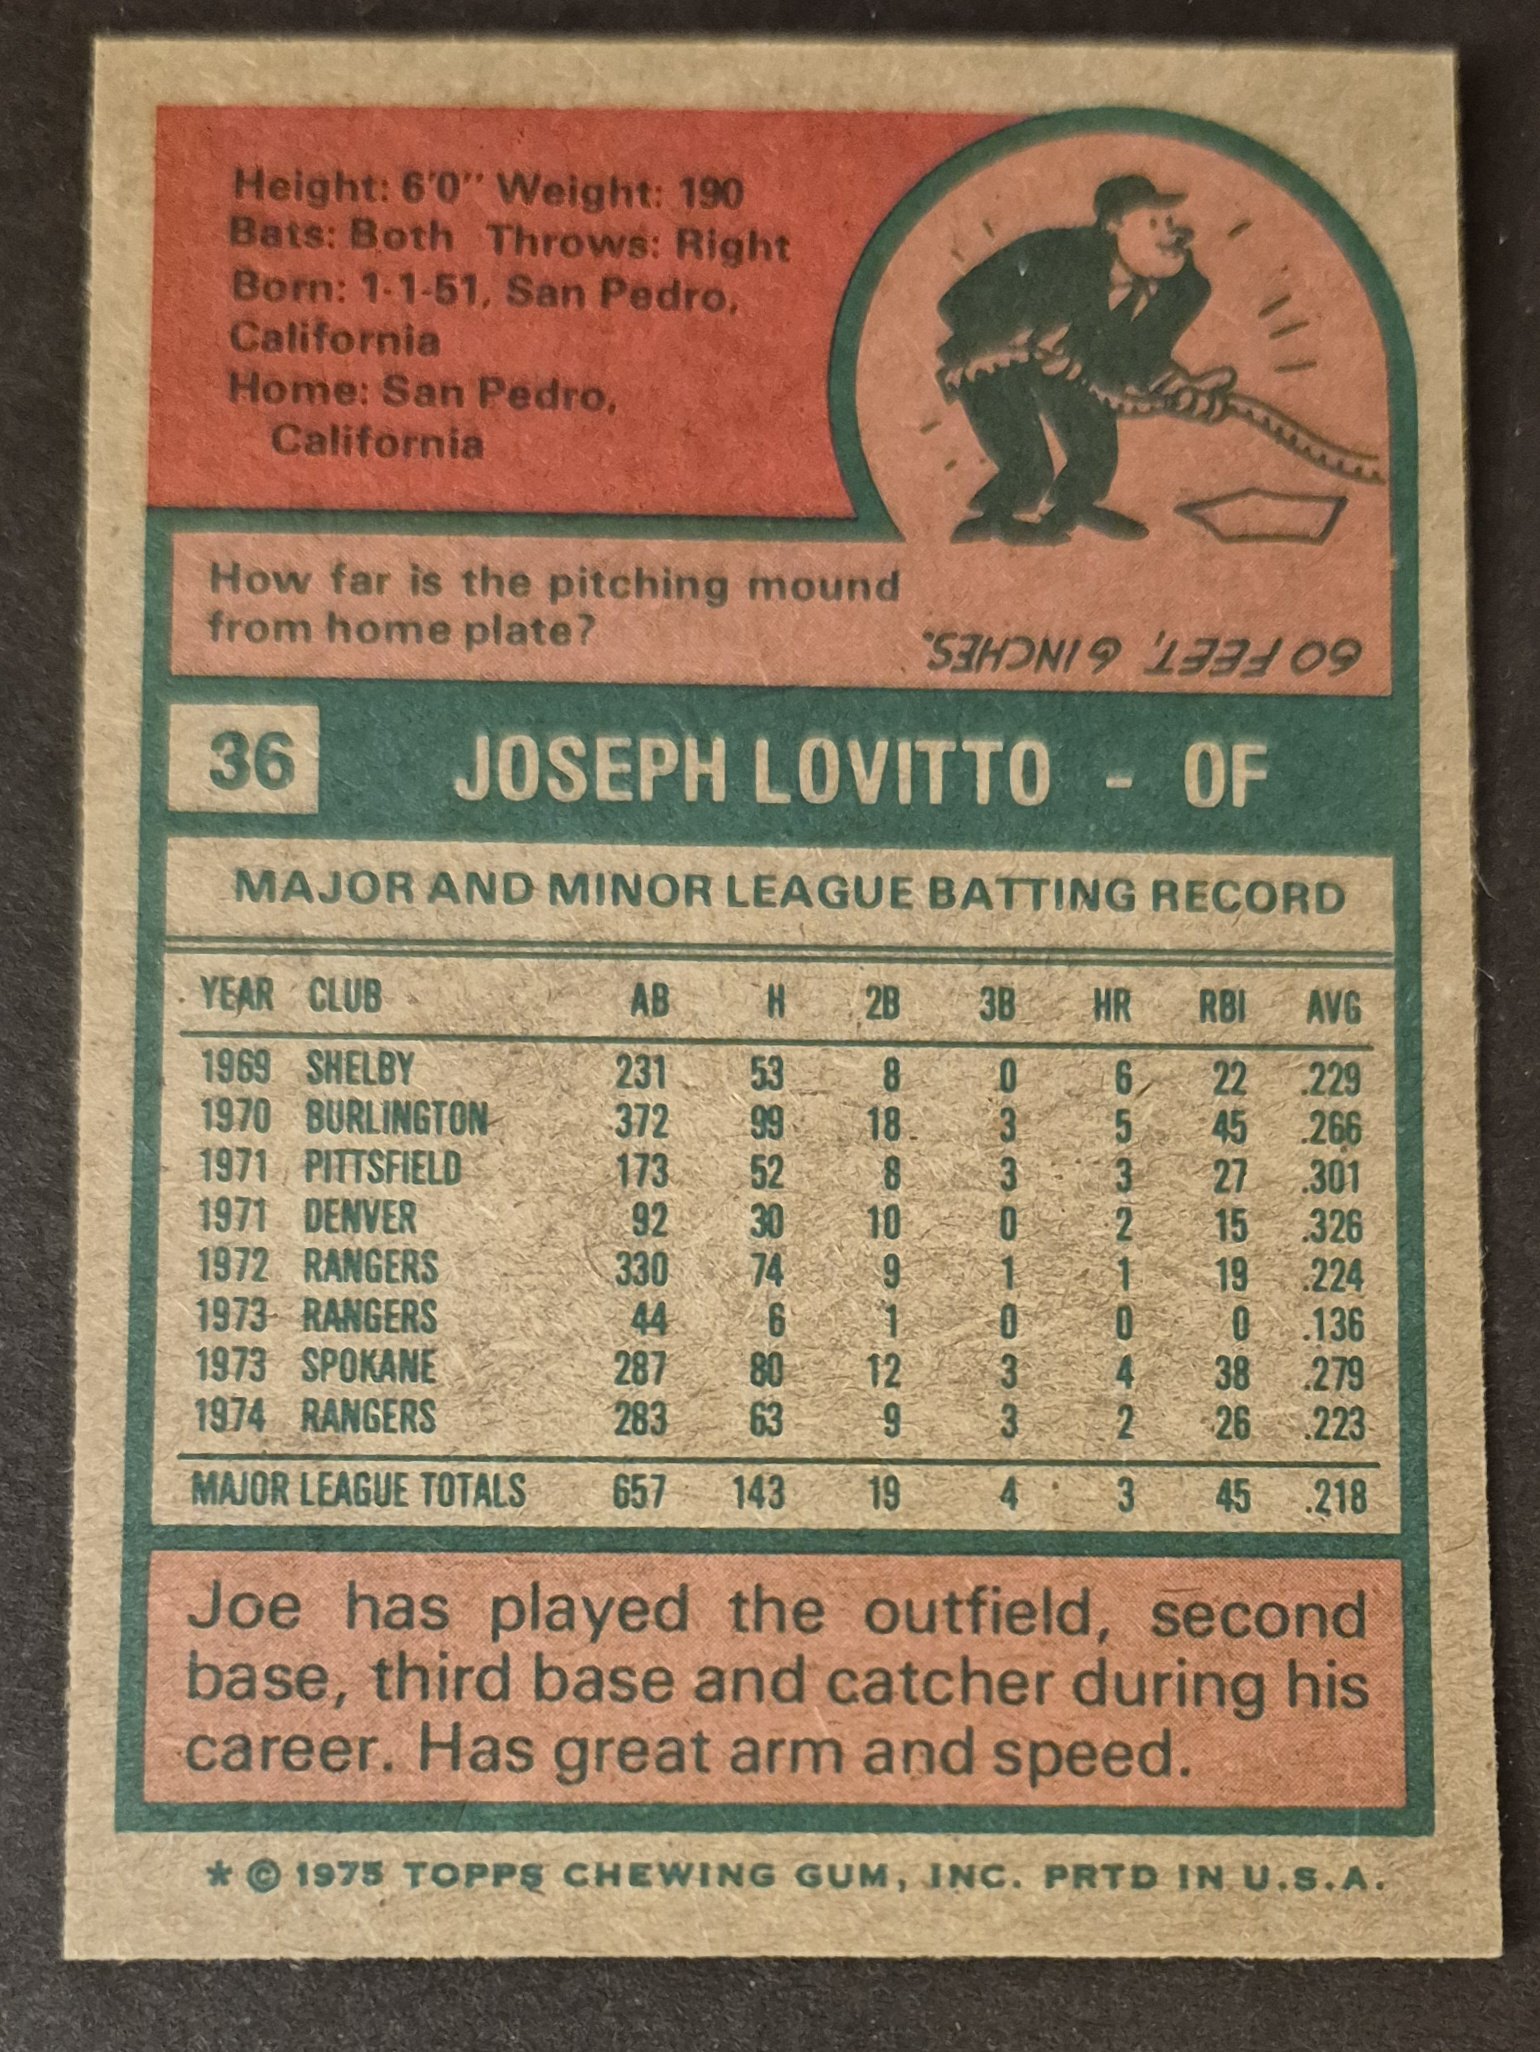 Height: 6'0" Weight: 190
Bats: Both Throws: Right
Born: 1-1-51, San Pedro,
California
Home: San Pedro,
California
How far is the pitching mound
from home plate?
60 FEET, 6 INCHES.
36 JOSEPH LOVITTO - OF
MAJOR AND MINOR LEAGUE BATTING RECORD
YEAR CLUB AB H 2B 3B HR RBI AVG
1969 SHELBY 231 53 8 0 6 22 .229
1970 BURLINGTON 372 99 18 3 5 45 .266
1971 PITTSFIELD 173 52 8 3 3 27 .301
1971 DENVER 92 30 10 0 2 15 .326
1972 RANGERS 330 74 9 1 1 19 .224
1973 RANGERS 44 6 1 0 0 0 .136
1973 SPOKANE 287 80 12 3 4 38 .279
1974 RANGERS 283 63 9 3 2 26 .223
MAJOR LEAGUE TOTALS 657 143 19 4 3 45 .218
Joe has played the outfield, second
base, third base and catcher during his
career. Has great arm and speed.
* © 1975 TOPPS CHEWING GUM, INC. PRTD IN U.S.A.